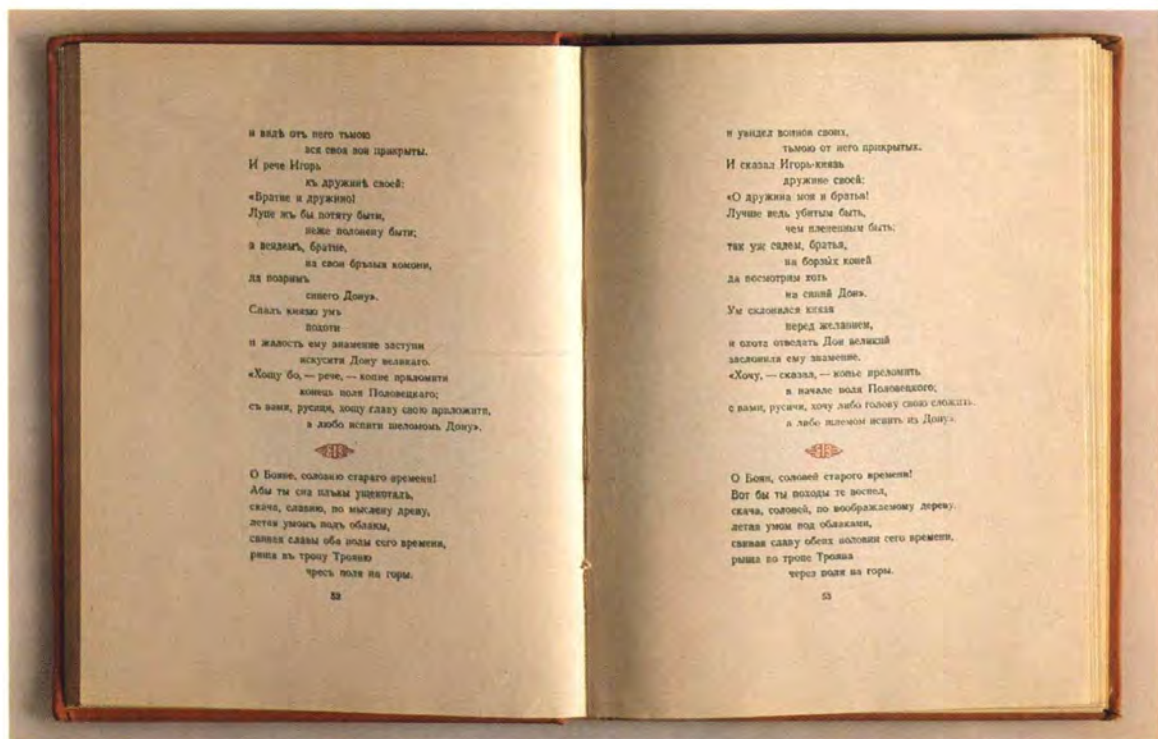 и видѣ отъ него тьмою
вся своя воя прикрыты.
И рече Игорь
къ дружинѣ своей:
«Братие и дружино!
Луце жъ бы потяту быти,
неже полонену быти;
а всядемъ, братие,
на свои бръзыя комони,
да позримъ
синего Дону».
Спалъ князю умъ
похоти
и жалость ему знамение заступи
искусити Дону великаго.
«Хощу бо, — рече, — копие приломити
конець поля Половецкаго;
съ вами, русици, хощу главу свою приложити,
а любо испити шеломомь Дону».
О Бояне, соловию стараго времени!
Абы ты сиа плъкы ущекоталъ,
скача, славию, по мыслену древу,
летая умомъ подъ облакы,
свивая славы оба полы сего времени,
рища въ тропу Трояню
чресъ поля на горы.
52
и увидел воинов своих,
тьмою от него прикрытых.
И сказал Игорь-князь
дружине своей:
«О дружина моя и братья!
Лучше ведь убитым быть,
чем плененным быть;
так уж сядем, братья,
на борзых коней
да посмотрим хоть
на синий Дон».
Ум склонился князя
перед желанием,
и охота отведать Дон великий
заслонила ему знамение.
«Хочу, — сказал, — копье преломить
в начале поля Половецкого;
с вами, русичи, хочу либо голову свою сложить,
а либо шлемом испить из Дону».
О Боян, соловей старого времени!
Вот бы ты походы те воспел,
скача, соловей, по воображаемому дереву,
летая умом под облаками,
свивая славу обеих половин сего времени,
рыща по тропе Трояна
через поля на горы.
53